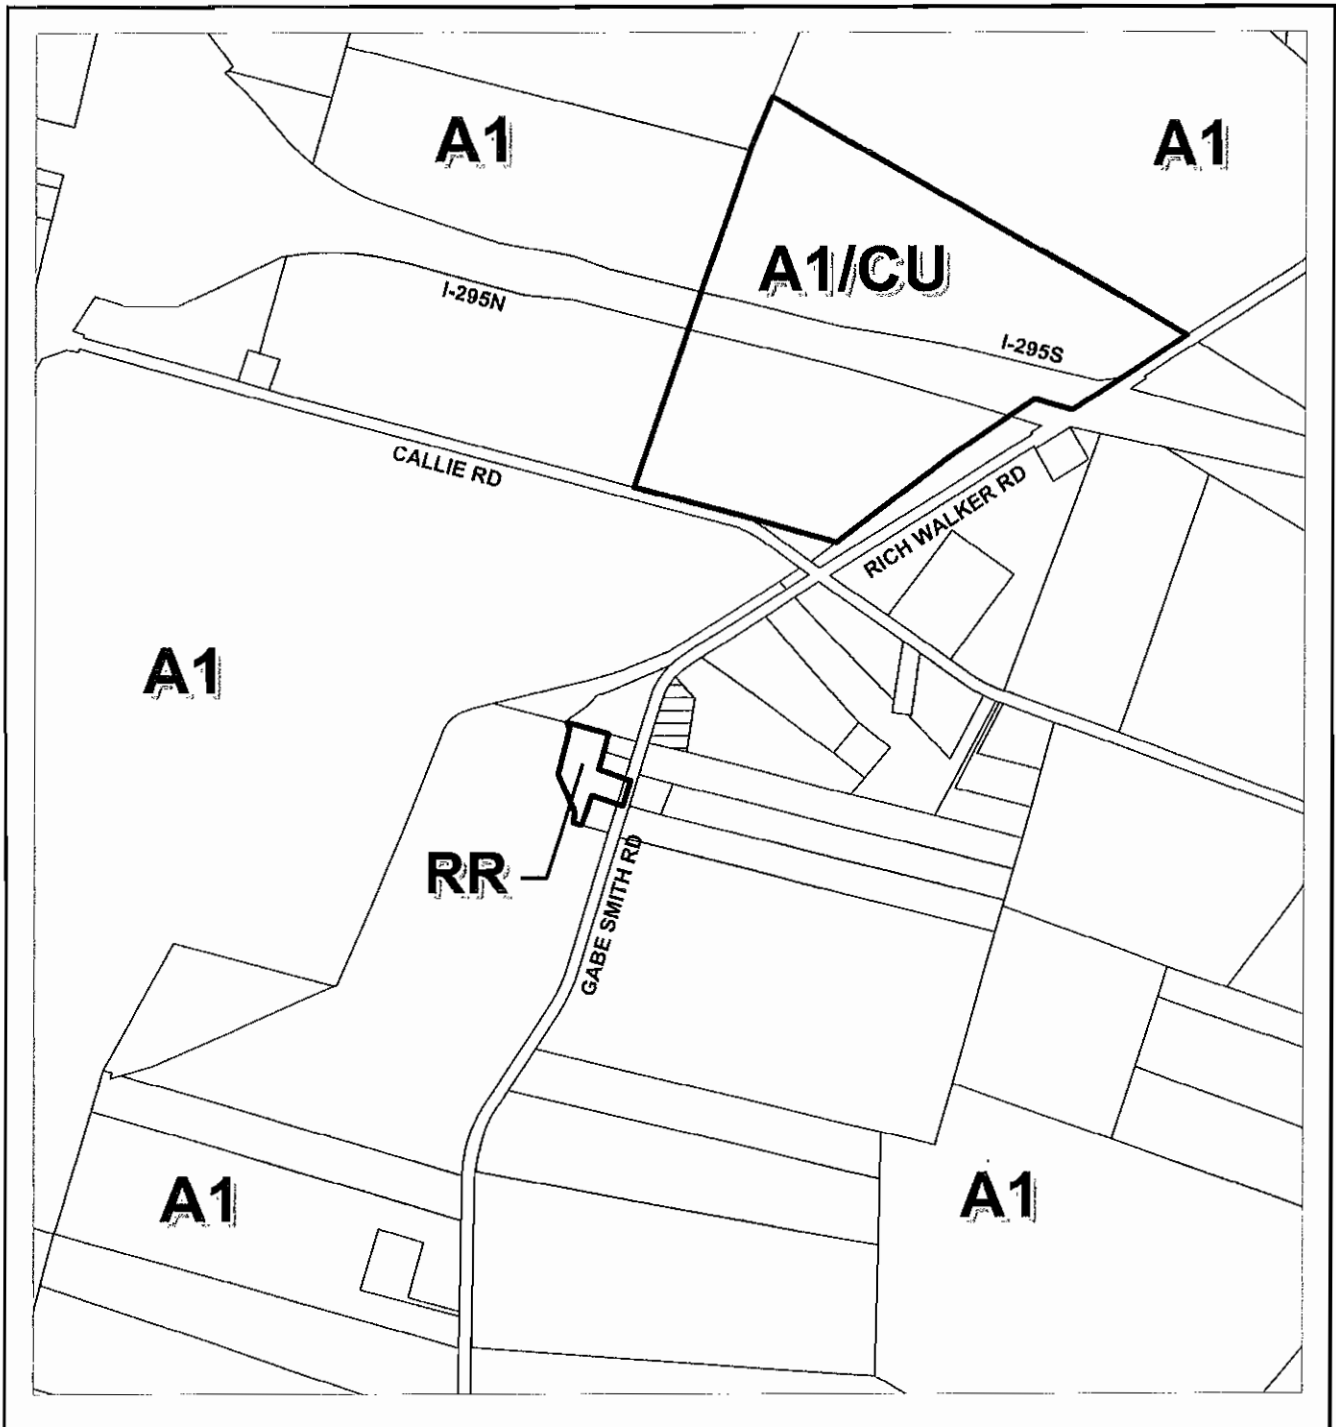 A1
A1
A1/CU
I-295N
I-295S
CALLIE RD
RICH WALKER RD
A1
RR
GABE SMITH RD
A1
A1